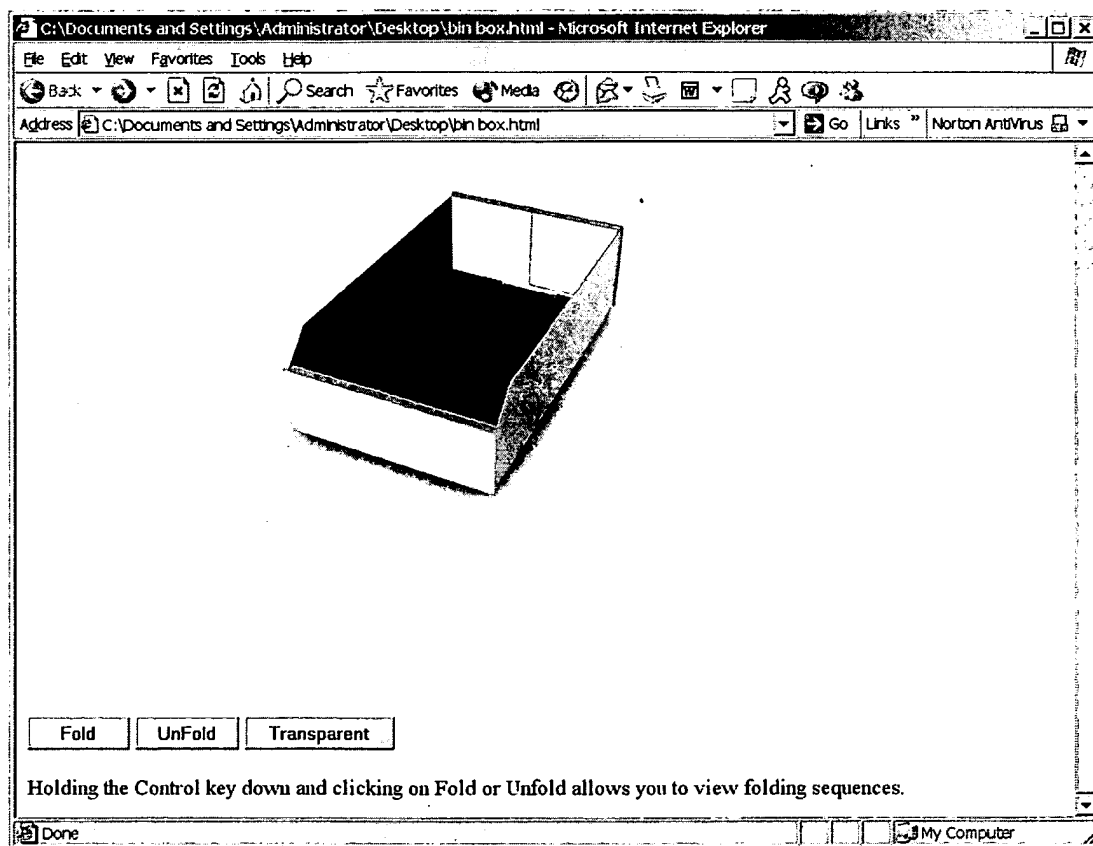 C:\Documents and Settings\Administrator\Desktop\bin box.html - Microsoft Internet Explorer
File Edit View Favorites Tools Help
Back Search Favorites Media
Address C:\Documents and Settings\Administrator\Desktop\bin box.html Go Links » Norton AntiVirus
Fold UnFold Transparent
Holding the Control key down and clicking on Fold or Unfold allows you to view folding sequences.
Done My Computer